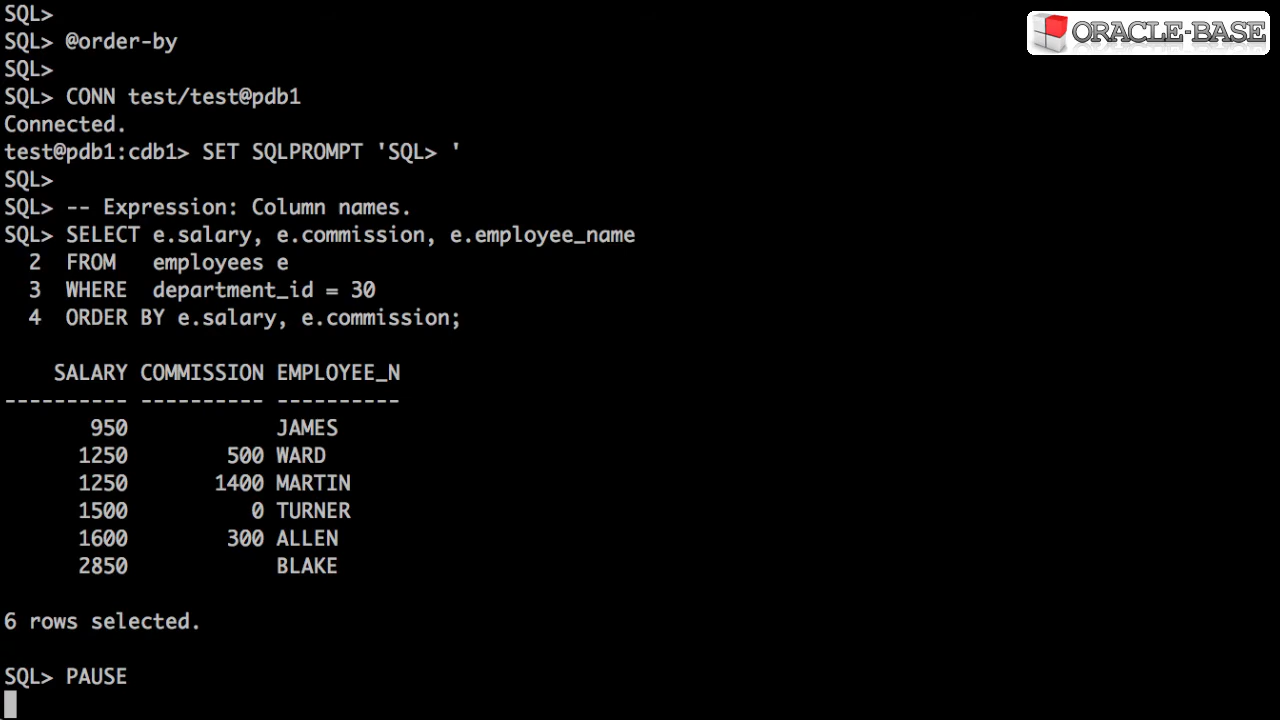 SQL>
SQL> @order-by
SQL>
SQL> CONN test/test@pdb1
Connected.
test@pdb1:cdb1> SET SQLPROMPT 'SQL> '
SQL>
SQL> -- Expression: Column names.
SQL> SELECT e.salary, e.commission, e.employee_name
  2  FROM   employees e
  3  WHERE  department_id = 30
  4  ORDER BY e.salary, e.commission;

    SALARY COMMISSION EMPLOYEE_N
---------- ---------- ----------
       950            JAMES
      1250        500 WARD
      1250       1400 MARTIN
      1500          0 TURNER
      1600        300 ALLEN
      2850            BLAKE

6 rows selected.

SQL> PAUSE
ORACLE-BASE